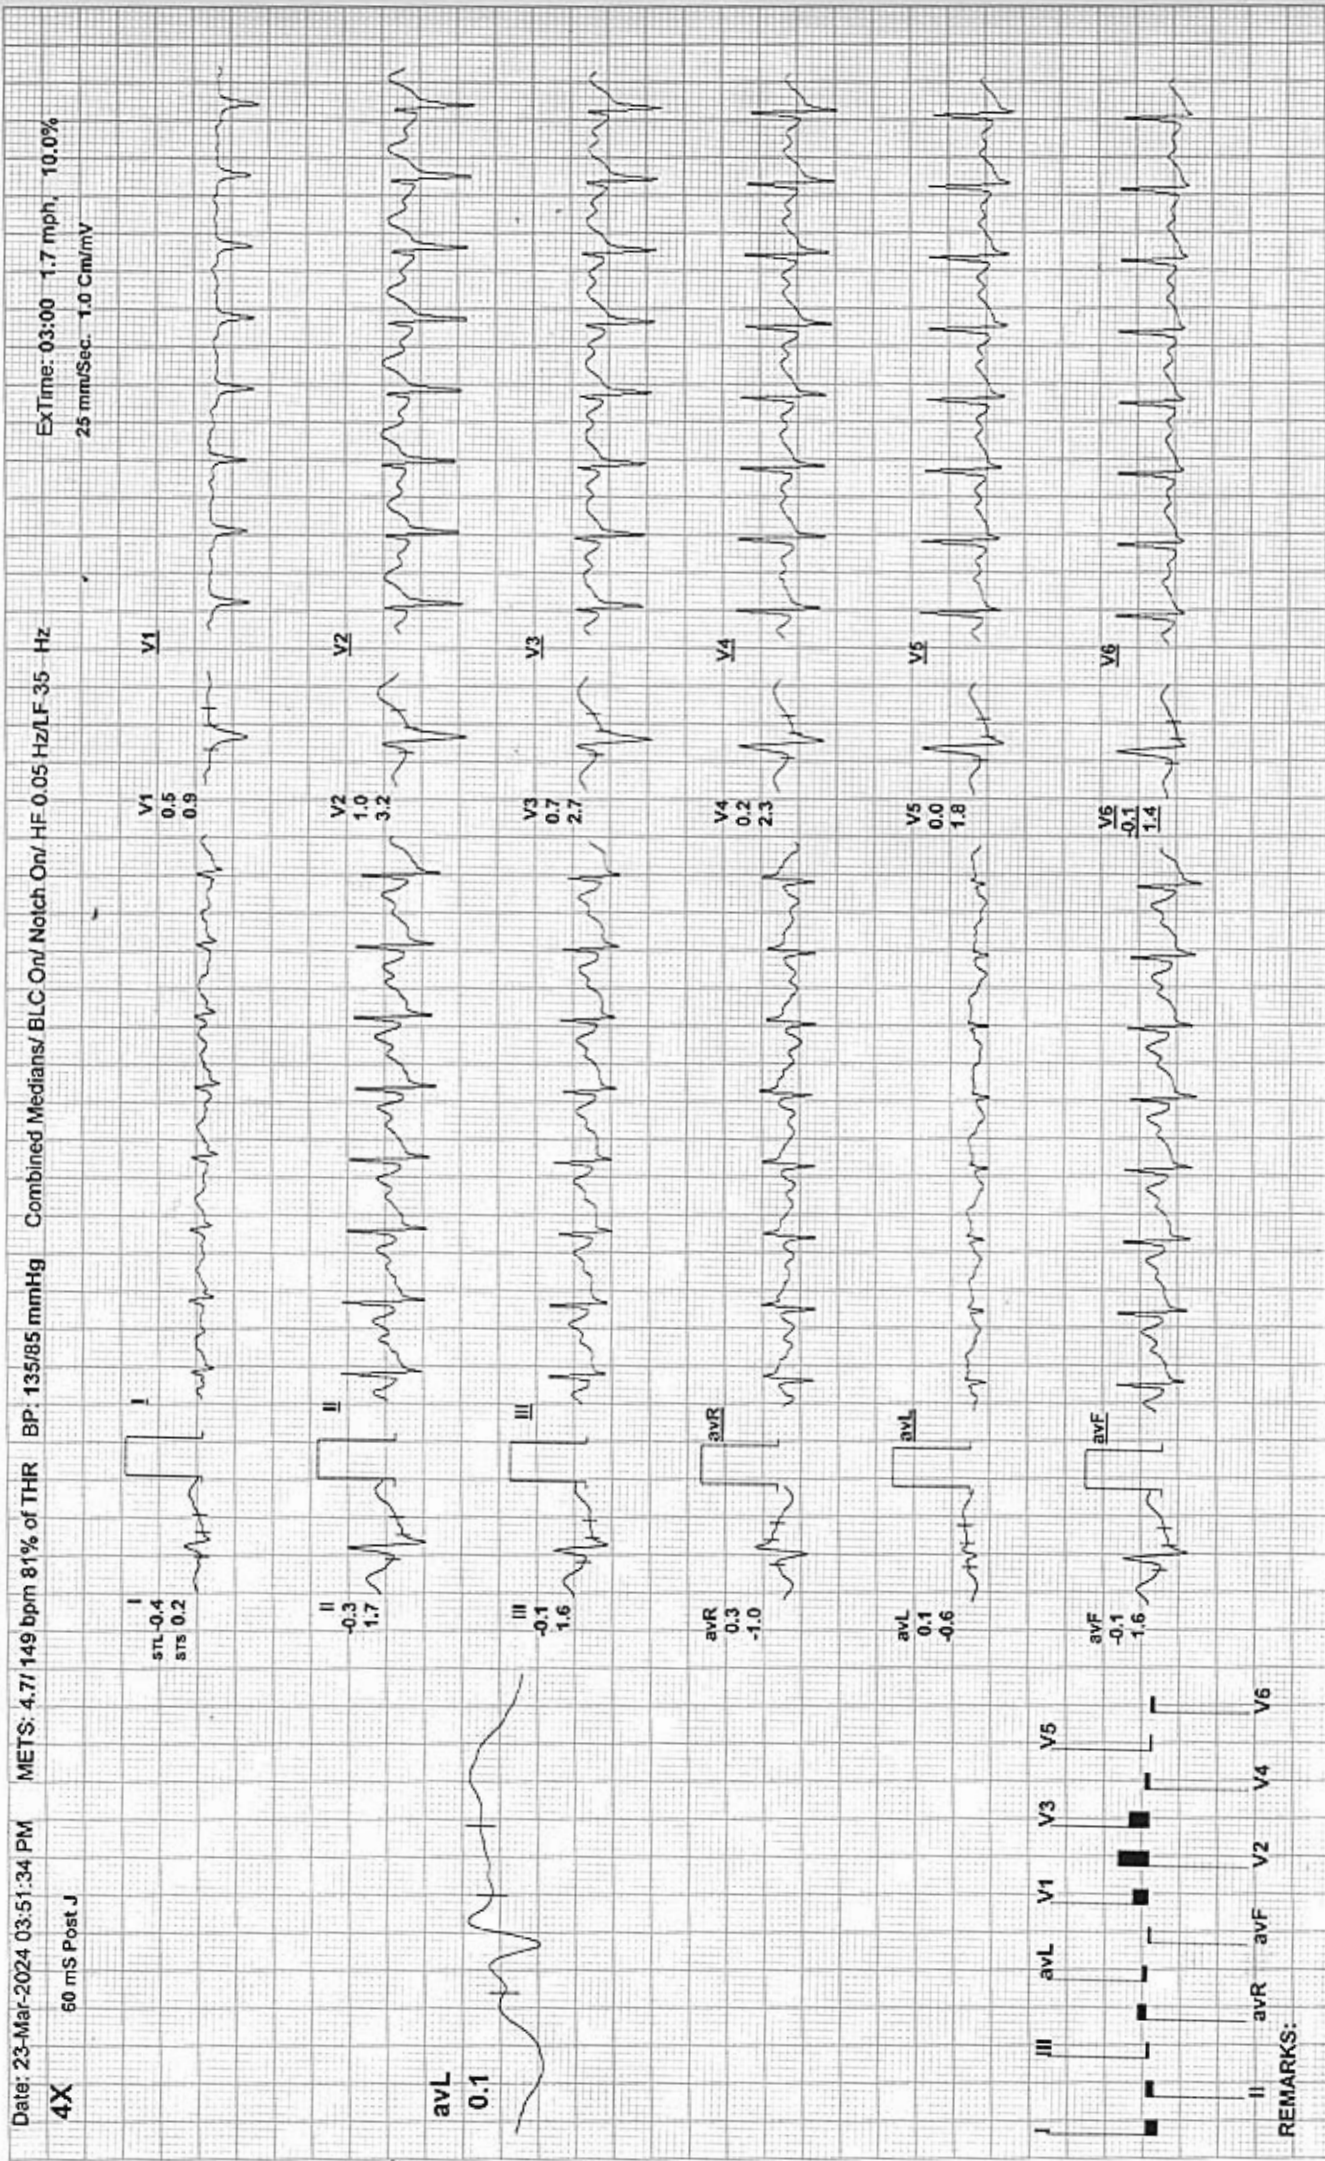 Date: 23-Mar-2024 03:51:34 PM METS: 4.7/ 149 bpm 81% of THR BP: 135/85 mmHg Combined Medians/ BLC On/ Notch On/ HF 0.05 Hz/LF 35 Hz
ExTime: 03:00 1.7 mph, 10.0%
4X
60 mS Post J
25 mm/Sec. 1.0 Cm/mV
I
STL -0.4
STS 0.2
I
V1
0.5
0.9
V1
II
-0.3
1.7
II
V2
1.0
3.2
V2
avL
0.1
III
-0.1
1.6
III
V3
0.7
2.7
V3
avR
0.3
-1.0
avR
V4
0.2
2.3
V4
avL
0.1
-0.6
avL
V5
0.0
1.8
V5
avF
-0.1
1.6
avF
V6
-0.1
1.4
V6
I III avL V1 V3 V5
II avR avF V2 V4 V6
REMARKS: